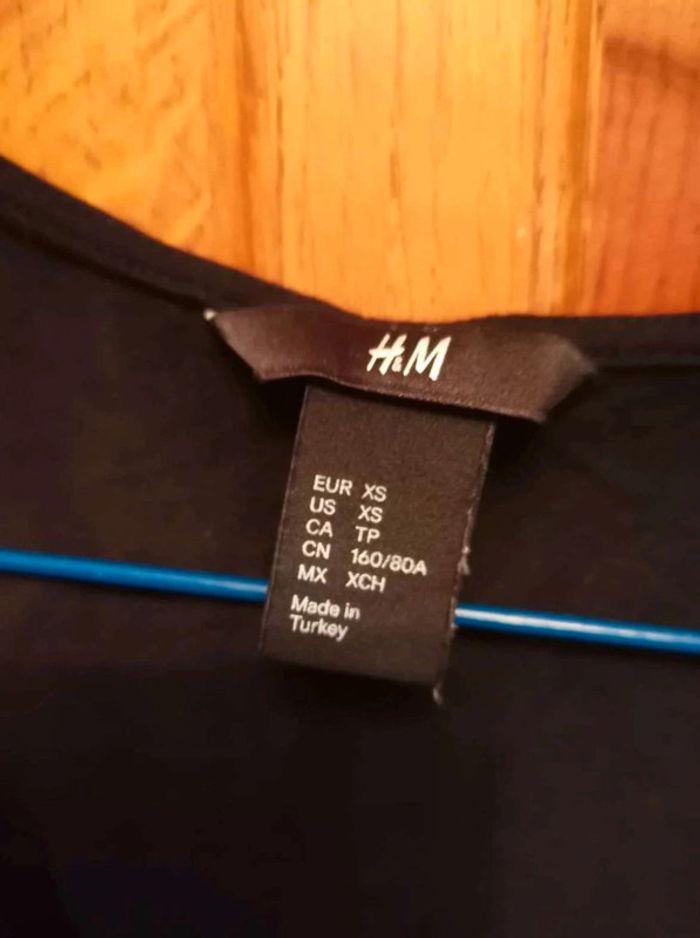 H&M
EUR XS
US XS
CA TP
CN 160/80A
MX XCH
Made in
Turkey